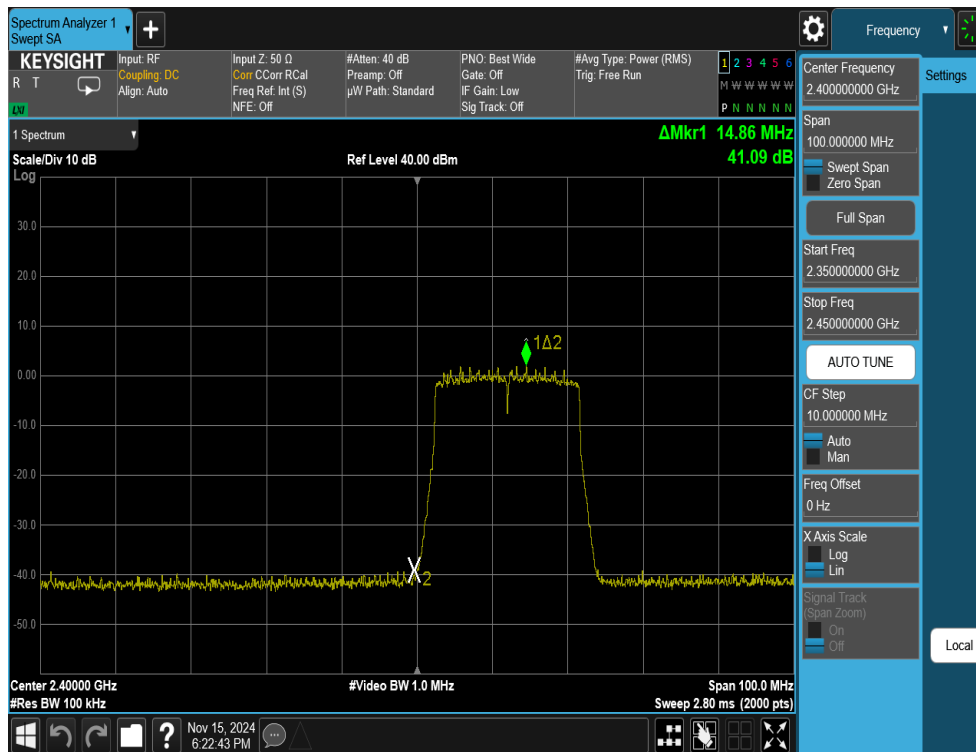 Spectrum Analyzer 1
Swept SA
Frequency
KEYSIGHT
R T
LXI
Input: RF
Coupling: DC
Align: Auto
Input Z: 50 Ω
Corr CCorr RCal
Freq Ref: Int (S)
NFE: Off
#Atten: 40 dB
Preamp: Off
µW Path: Standard
PNO: Best Wide
Gate: Off
IF Gain: Low
Sig Track: Off
#Avg Type: Power (RMS)
Trig: Free Run
1 2 3 4 5 6
M W W W W W
P N N N N N
1 Spectrum
ΔMkr1 14.86 MHz
41.09 dB
Scale/Div 10 dB
Ref Level 40.00 dBm
Log
30.0
20.0
10.0
0.00
-10.0
-20.0
-30.0
-40.0
-50.0
1Δ2
X2
Center 2.40000 GHz
#Video BW 1.0 MHz
Span 100.0 MHz
#Res BW 100 kHz
Sweep 2.80 ms (2000 pts)
Nov 15, 2024
6:22:43 PM
Center Frequency
2.400000000 GHz
Settings
Span
100.000000 MHz
Swept Span
Zero Span
Full Span
Start Freq
2.350000000 GHz
Stop Freq
2.450000000 GHz
AUTO TUNE
CF Step
10.000000 MHz
Auto
Man
Freq Offset
0 Hz
X Axis Scale
Log
Lin
Signal Track
(Span Zoom)
On
Off
Local